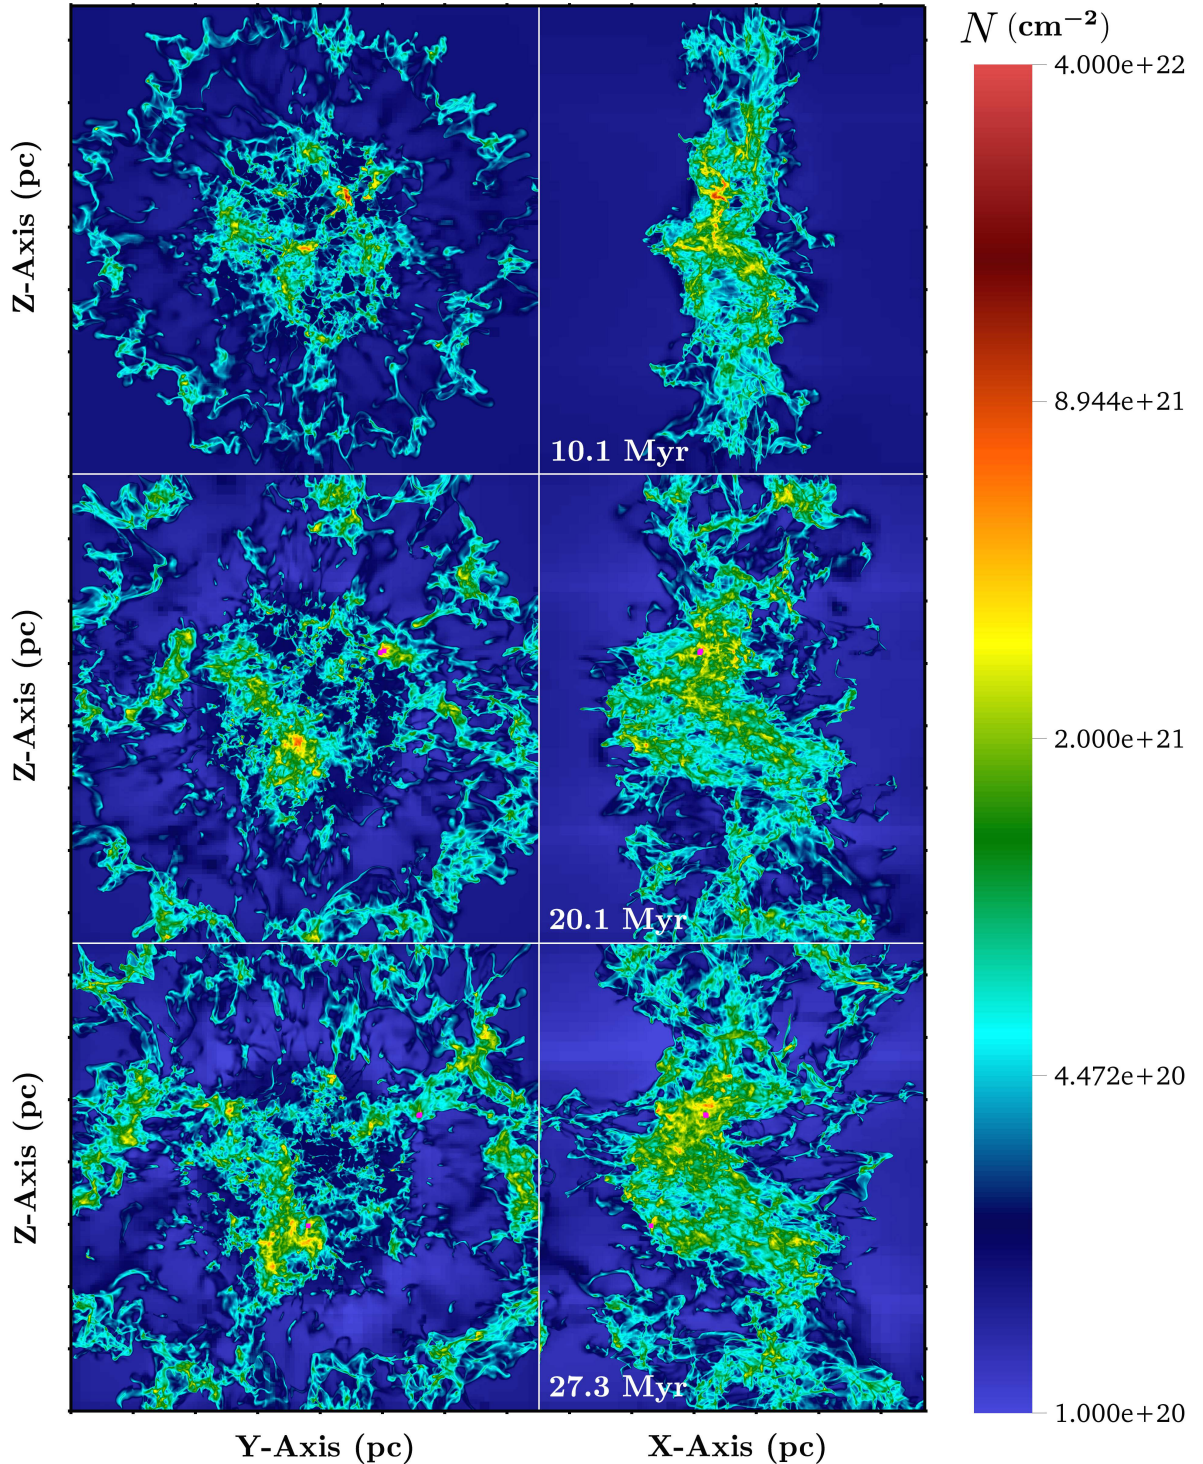 N (cm−2)
4.000e+22
8.944e+21
2.000e+21
4.472e+20
1.000e+20
Z-Axis (pc)
10.1 Myr
Z-Axis (pc)
20.1 Myr
Z-Axis (pc)
27.3 Myr
Y-Axis (pc)
X-Axis (pc)